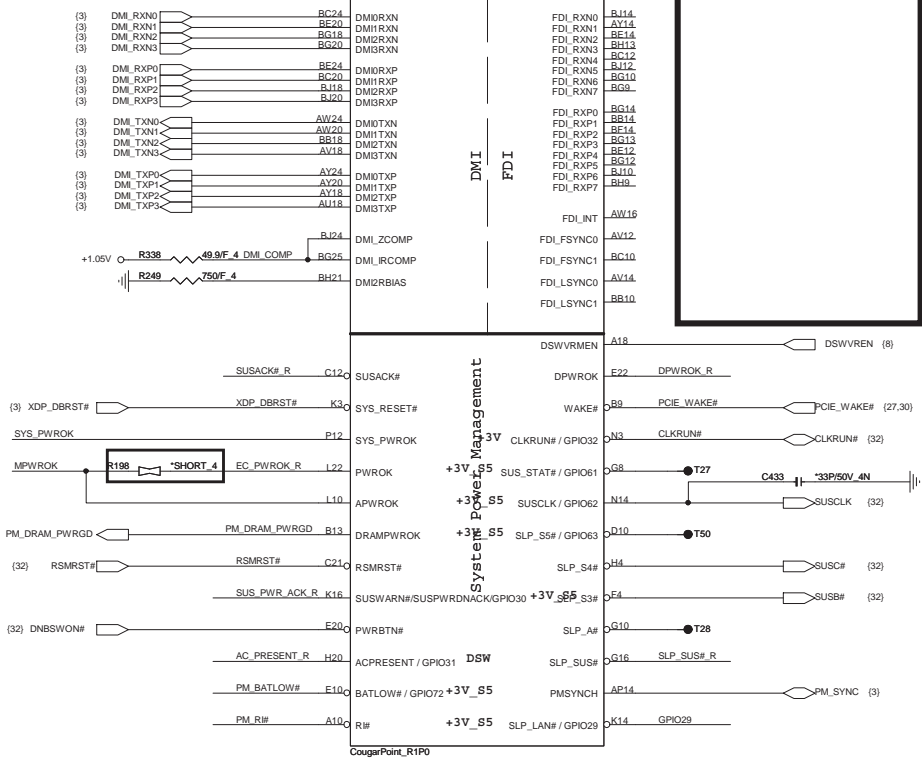 {3} DMI_RXN0 BC24 DMI0RXN FDI_RXN0 BJ14
{3} DMI_RXN1 BE20 DMI1RXN FDI_RXN1 AY14
{3} DMI_RXN2 BG18 DMI2RXN FDI_RXN2 BE14
{3} DMI_RXN3 BG20 DMI3RXN FDI_RXN3 BH13
FDI_RXN4 BC12
{3} DMI_RXP0 BE24 DMI0RXP FDI_RXN5 BJ12
{3} DMI_RXP1 BC20 DMI1RXP FDI_RXN6 BG10
{3} DMI_RXP2 BJ18 DMI2RXP FDI_RXN7 BG9
{3} DMI_RXP3 BJ20 DMI3RXP
FDI_RXP0 BG14
{3} DMI_TXN0 AW24 DMI0TXN FDI_RXP1 BB14
{3} DMI_TXN1 AW20 DMI1TXN FDI_RXP2 BF14
{3} DMI_TXN2 BB18 DMI2TXN FDI_RXP3 BG13
{3} DMI_TXN3 AV18 DMI3TXN FDI_RXP4 BE12
FDI_RXP5 BG12
{3} DMI_TXP0 AY24 DMI0TXP FDI_RXP6 BJ10
{3} DMI_TXP1 AY20 DMI1TXP FDI_RXP7 BH9
{3} DMI_TXP2 AY18 DMI2TXP
{3} DMI_TXP3 AU18 DMI3TXP
DMI
FDI
FDI_INT AW16
BJ24 DMI_ZCOMP FDI_FSYNC0 AV12
+1.05V R338 49.9/F_4 DMI_COMP BG25 DMI_IRCOMP FDI_FSYNC1 BC10
R249 750/F_4 BH21 DMI2RBIAS FDI_LSYNC0 AV14
FDI_LSYNC1 BB10
System Power Management
DSWVRMEN A18 DSWVREN {8}
SUSACK#_R C12 SUSACK# DPWROK E22 DPWROK_R
{3} XDP_DBRST# XDP_DBRST# K3 SYS_RESET# WAKE# B9 PCIE_WAKE# PCIE_WAKE# {27,30}
SYS_PWROK P12 SYS_PWROK +3V CLKRUN# / GPIO32 N3 CLKRUN# CLKRUN# {32}
MPWROK R198 *SHORT_4 EC_PWROK_R L22 PWROK +3V_S5 SUS_STAT# / GPIO61 G8 T27
C433 *33P/50V_4N
L10 APWROK +3V_S5 SUSCLK / GPIO62 N14 SUSCLK {32}
PM_DRAM_PWRGD PM_DRAM_PWRGD B13 DRAMPWROK +3V_S5 SLP_S5# / GPIO63 D10 T50
{32} RSMRST# RSMRST# C21 RSMRST# SLP_S4# H4 SUSC# {32}
SUS_PWR_ACK_R K16 SUSWARN#/SUSPWRDNACK/GPIO30 +3V_S5 SLP_S3# F4 SUSB# {32}
{32} DNBSWON# E20 PWRBTN# SLP_A# G10 T28
AC_PRESENT_R H20 ACPRESENT / GPIO31 DSW SLP_SUS# G16 SLP_SUS#_R
PM_BATLOW# E10 BATLOW# / GPIO72 +3V_S5 PMSYNCH AP14 PM_SYNC {3}
PM_RI# A10 RI# +3V_S5 SLP_LAN# / GPIO29 K14 GPIO29
CougarPoint_R1P0